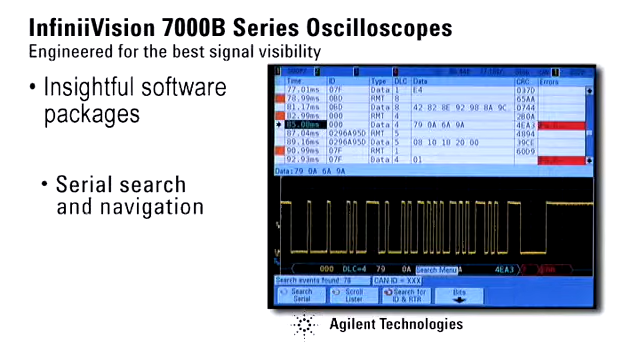 InfiniiVision 7000B Series Oscilloscopes
Engineered for the best signal visibility
• Insightful software
packages
• Serial search
and navigation
Time ID Type DLC Data CRC Errors
77.01ms 07F Data 1 E4 037D
78.99ms 0BD RMT 8 65AA
81.17ms 0BD Data 8 42 82 8E 92 98 8A 9C 0744
82.99ms 000 RMT 4 2B0A
85.08ms 000 Data 4 79 0A 6A 9A 4EA3
87.04ms 0296A95D RMT 5 4894
89.16ms 0296A95D Data 5 08 10 18 20 00 39CE
90.99ms 07F RMT 1 60D9
92.93ms 07F Data 4 01
Data: 79 0A 6A 9A
000 DLC=4 79 0A Search Menu 4EA3
Search events found: 78 CAN ID = XXX
Search Serial Scroll Lister Search for ID & RTR Bits
Agilent Technologies